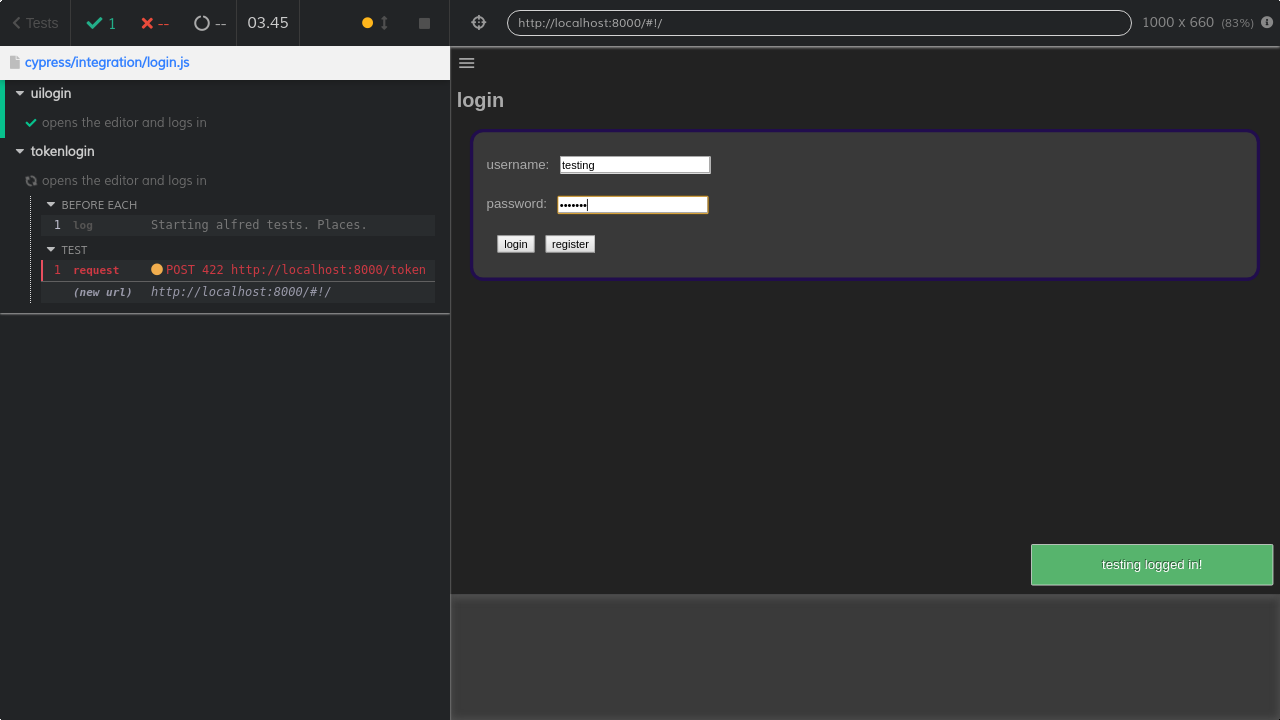 Tests
1
--
--
03.45
http://localhost:8000/#!/
1000 x 660 (83%)
cypress/integration/login.js
uilogin
opens the editor and logs in
tokenlogin
opens the editor and logs in
BEFORE EACH
1 log Starting alfred tests. Places.
TEST
1 request POST 422 http://localhost:8000/token
(new url) http://localhost:8000/#!/
login
username: testing
password: •••••••
login register
testing logged in!